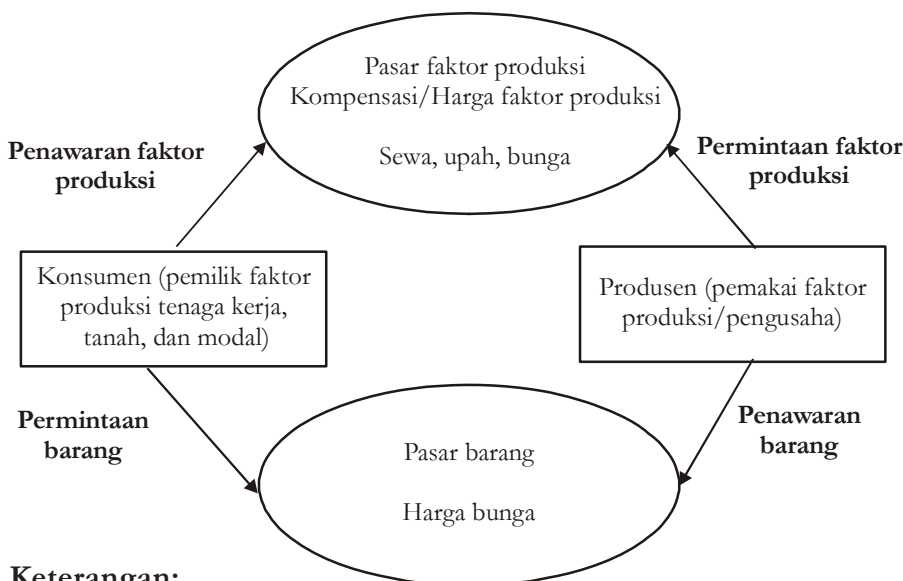 Pasar faktor produksi
Kompensasi/Harga faktor produksi
Sewa, upah, bunga
Penawaran faktor
produksi
Permintaan faktor
produksi
Konsumen (pemilik faktor
produksi tenaga kerja,
tanah, dan modal)
Produsen (pemakai faktor
produksi/pengusaha)
Permintaan
barang
Penawaran
barang
Pasar barang
Harga bunga
Keterangan: